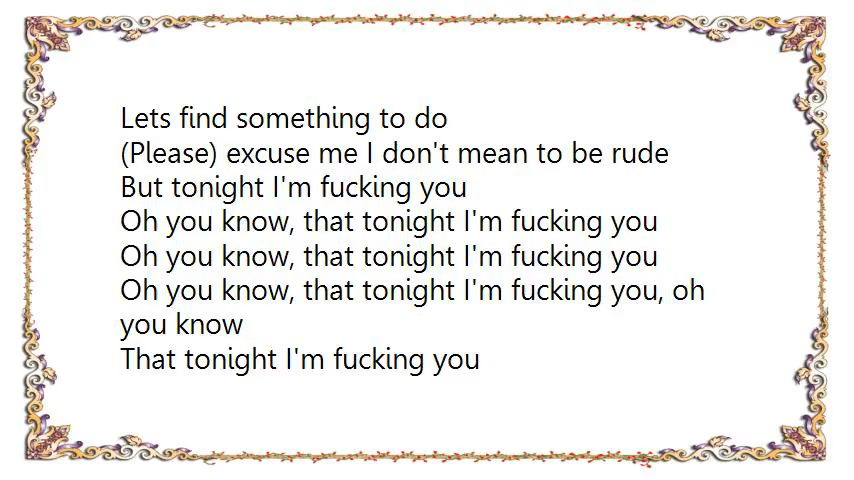 Lets find something to do
(Please) excuse me I don't mean to be rude
But tonight I'm fucking you
Oh you know, that tonight I'm fucking you
Oh you know, that tonight I'm fucking you
Oh you know, that tonight I'm fucking you, oh
you know
That tonight I'm fucking you